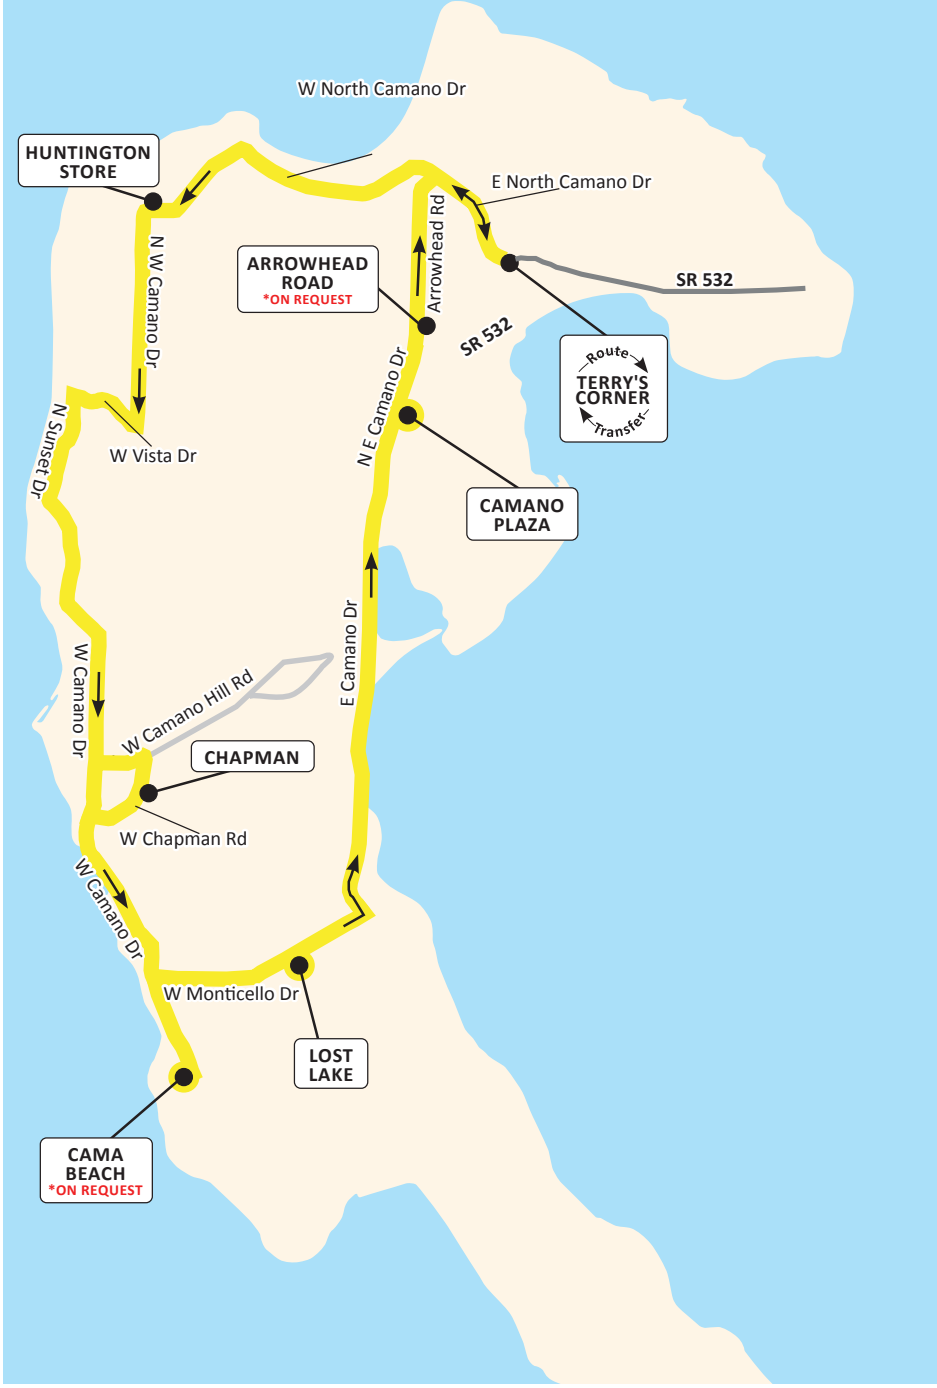 W North Camano Dr
HUNTINGTON
STORE
E North Camano Dr
N W Camano Dr
ARROWHEAD
ROAD
*ON REQUEST
Arrowhead Rd
SR 532
SR 532
Route
TERRY'S
CORNER
Transfer
N E Camano Dr
N Sunset Dr
W Vista Dr
CAMANO
PLAZA
E Camano Dr
W Camano Dr
W Camano Hill Rd
CHAPMAN
W Chapman Rd
W Camano Dr
W Monticello Dr
LOST
LAKE
CAMA
BEACH
*ON REQUEST